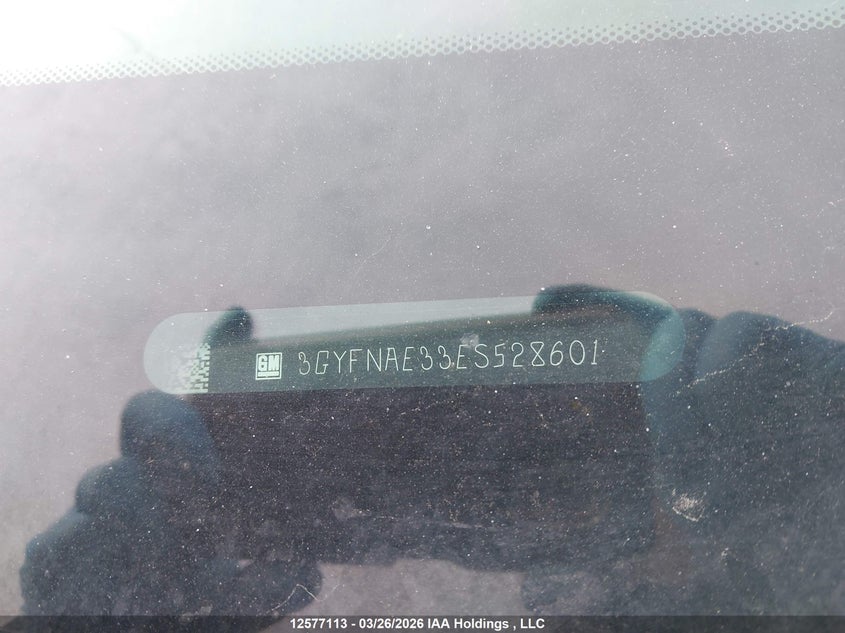 GM 3GYFNAE33ES528601
12577113 - 03/26/2026 IAA Holdings , LLC